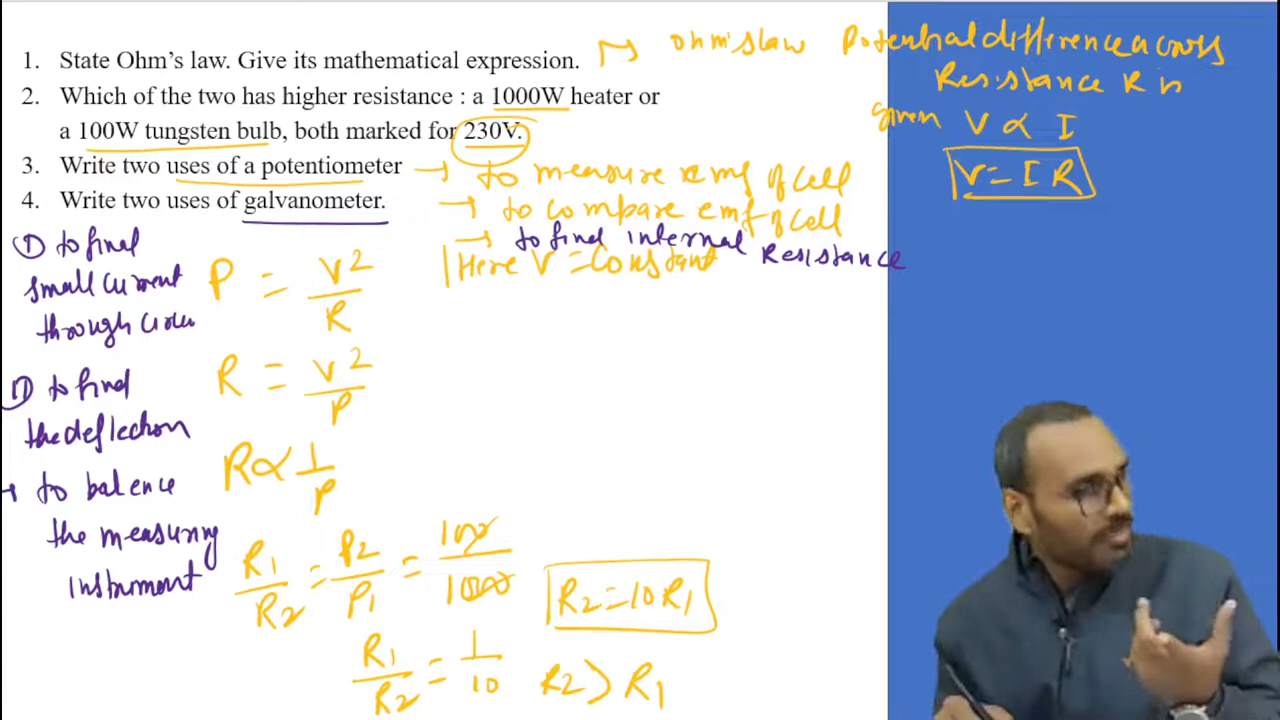 1. State Ohm's law. Give its mathematical expression.
2. Which of the two has higher resistance : a 1000W heater or
a 100W tungsten bulb, both marked for 230V.
3. Write two uses of a potentiometer
4. Write two uses of galvanometer.
ohm's law Potential difference across
Resistance R is
given V ∝ I
V = I R
→ to measure emf of cell
→ to compare emf of cell
→ to find internal Resistance
Here V = Constant
① to final
small current
through
① to find
the deflection
→ to balence
the measuring
instrument
P = V²/R
R = V²/P
R ∝ 1/P
R1/R2 = P2/P1 = 100/1000
R2 = 10R1
R1/R2 = 1/10 R2 > R1